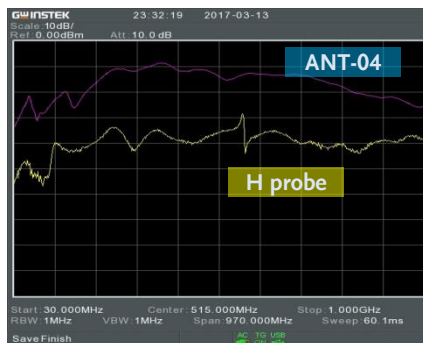 GWINSTEK 23:32:19 2017-03-13
Scale:10dB/
Ref:0.00dBm Att:10.0dB
ANT-04
H probe
Start:30.000MHz Center:515.000MHz Stop:1.000GHz
RBW:1MHz VBW:1MHz Span:970.000MHz Sweep:60.1ms
Save Finish AC TG USB
ON